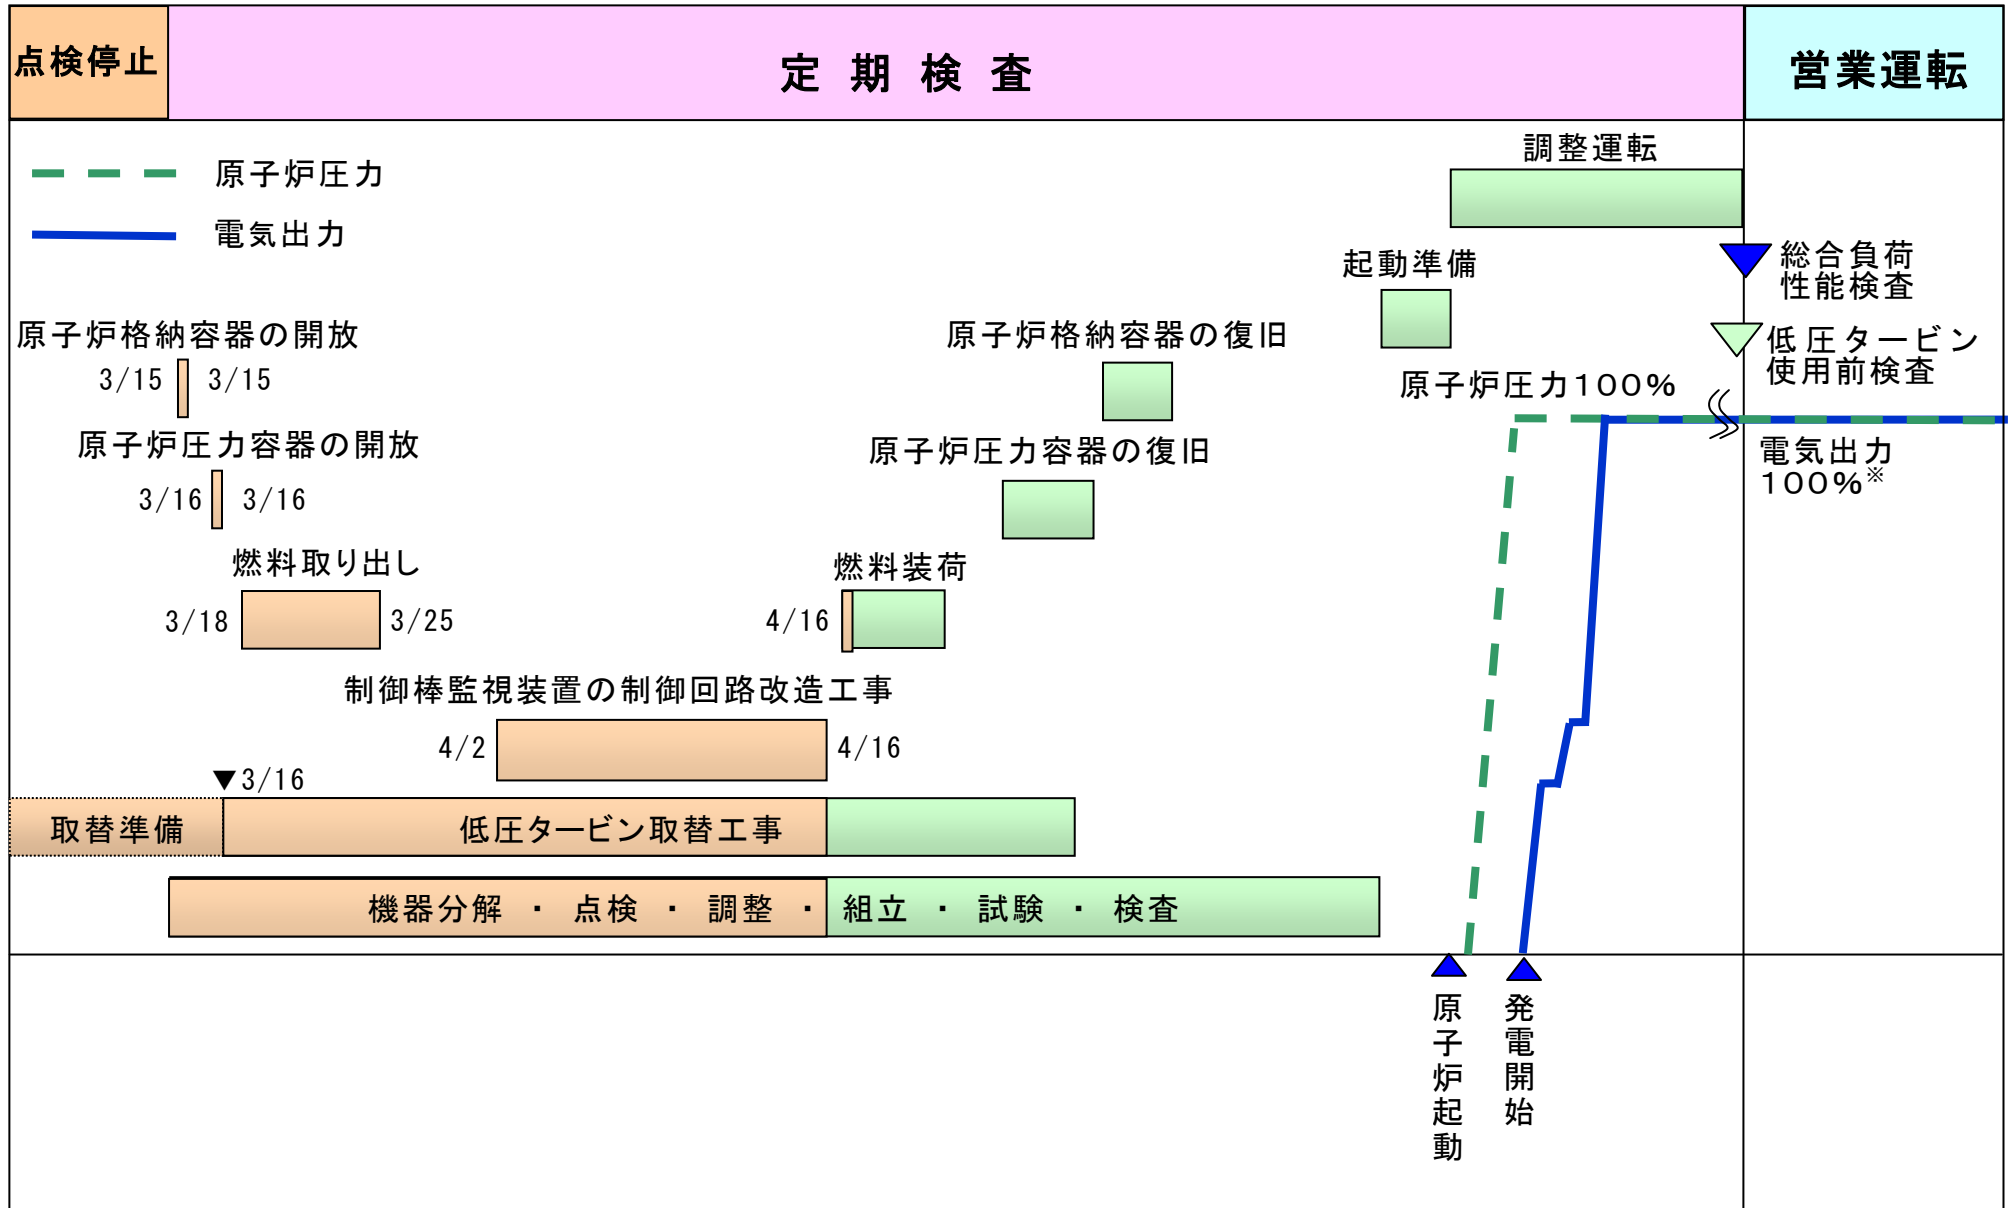 点検停止
定期検査
営業運転
原子炉圧力
電気出力
調整運転
総合負荷
性能検査
起動準備
低圧タービン
使用前検査
原子炉格納容器の開放
3/15 3/15
原子炉格納容器の復旧
原子炉圧力100%
原子炉圧力容器の開放
3/16 3/16
原子炉圧力容器の復旧
電気出力
100%※
燃料取り出し
3/18 3/25
燃料装荷
4/16
制御棒監視装置の制御回路改造工事
4/2 4/16
▼3/16
取替準備
低圧タービン取替工事
機器分解・点検・調整・組立・試験・検査
原子炉起動
発電開始